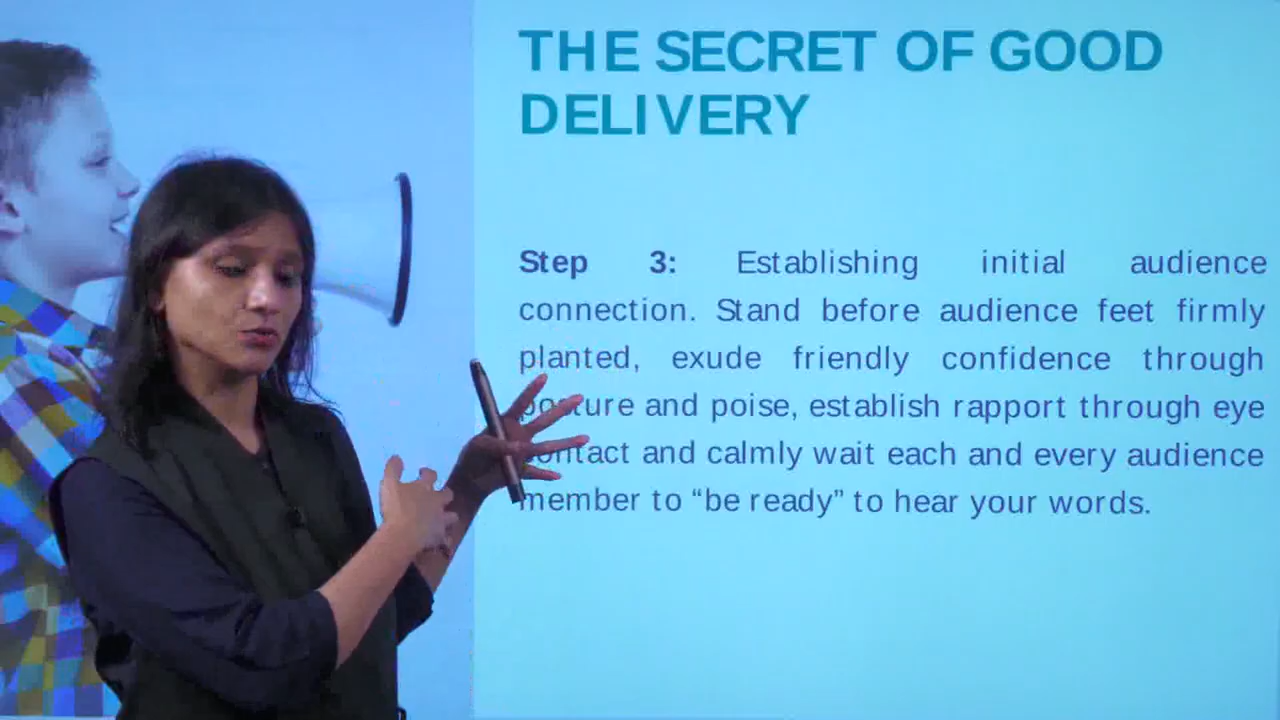 THE SECRET OF GOOD
DELIVERY
Step 3: Establishing initial audience
connection. Stand before audience feet firmly
planted, exude friendly confidence through
posture and poise, establish rapport through eye
contact and calmly wait each and every audience
member to “be ready” to hear your words.